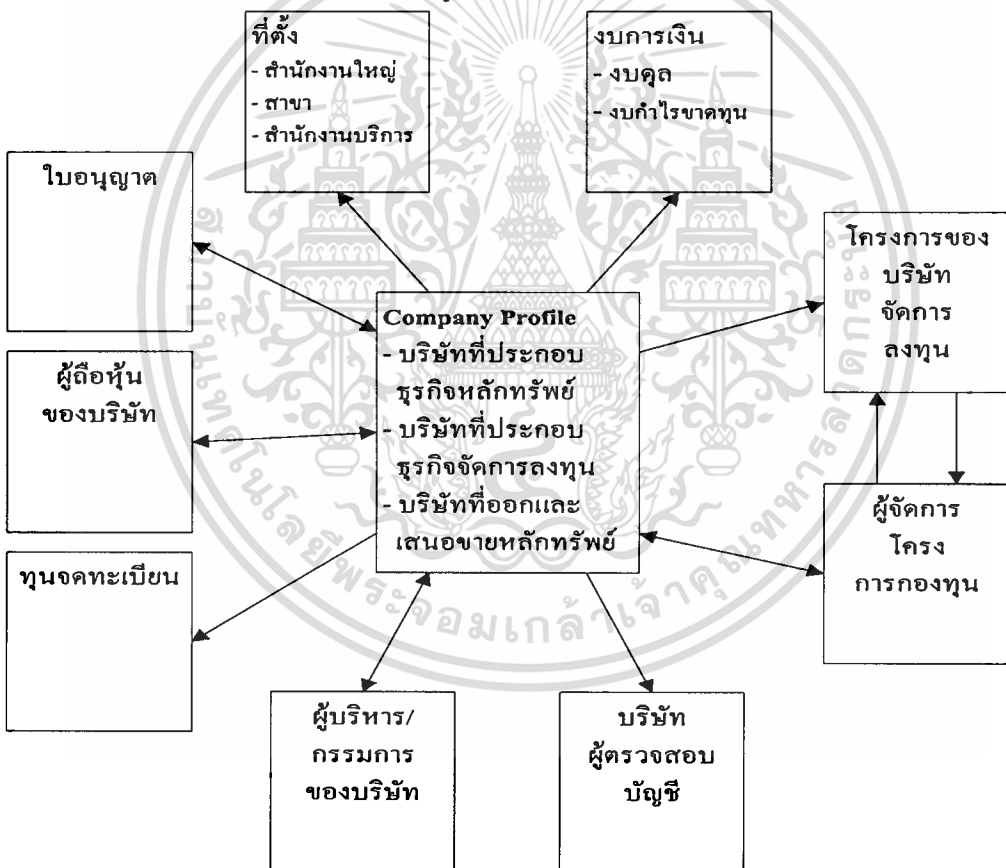 ที่ตั้ง
- สำนักงานใหญ่
- สาขา
- สำนักงานบริการ
งบการเงิน
- งบดุล
- งบกำไรขาดทุน
ใบอนุญาต
โครงการของ
บริษัท
จัดการ
ลงทุน
Company Profile
- บริษัทที่ประกอบ
ธุรกิจหลักทรัพย์
- บริษัทที่ประกอบ
ธุรกิจจัดการลงทุน
- บริษัทที่ออกและ
เสนอขายหลักทรัพย์
ผู้ถือหุ้น
ของบริษัท
ผู้จัดการ
โครง
การกองทุน
ทุนจดทะเบียน
ผู้บริหาร/
กรรมการ
ของบริษัท
บริษัท
ผู้ตรวจสอบ
บัญชี